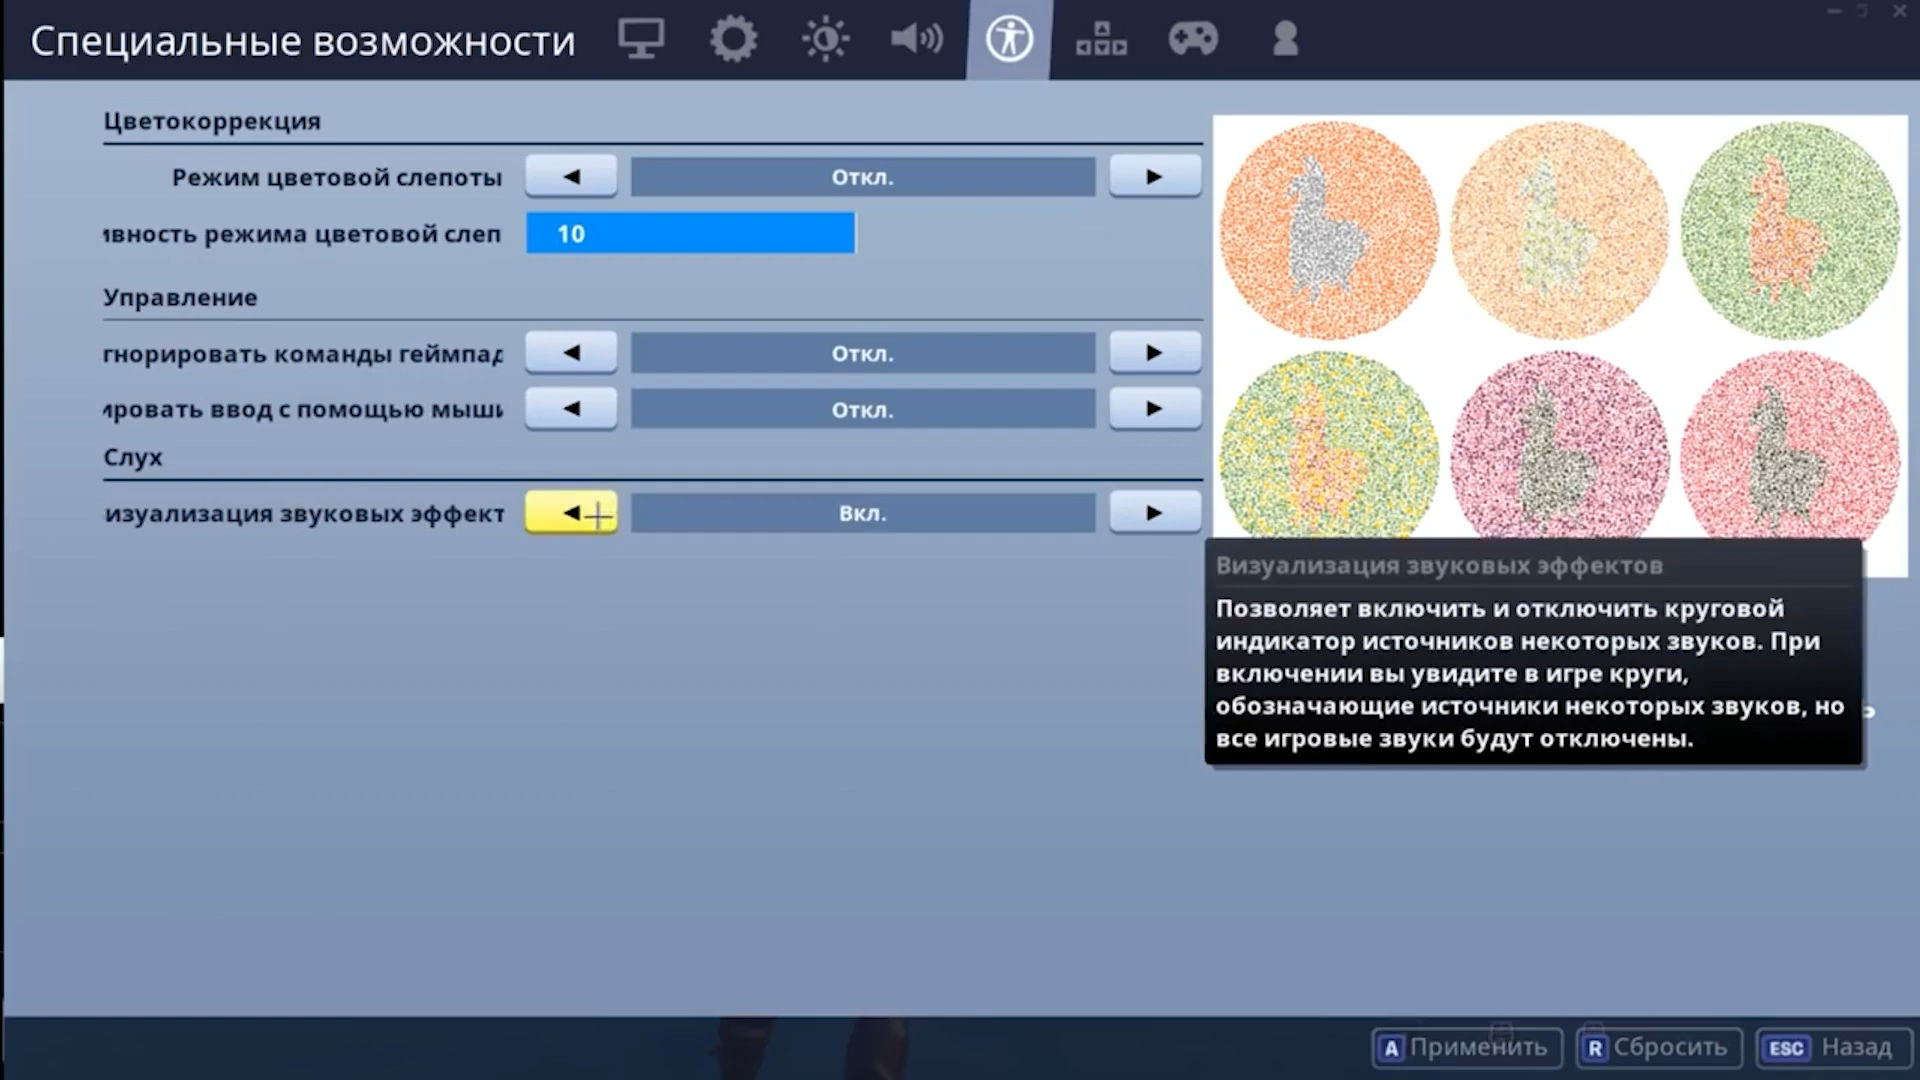 Специальные возможности
Цветокоррекция
Режим цветовой слепоты
Откл.
ивность режима цветовой слеп
10
Управление
гнорировать команды геймпад
Откл.
ировать ввод с помощью мыши
Откл.
Слух
изуализация звуковых эффект
Вкл.
Визуализация звуковых эффектов
Позволяет включить и отключить круговой
индикатор источников некоторых звуков. При
включении вы увидите в игре круги,
обозначающие источники некоторых звуков, но
все игровые звуки будут отключены.
A Применить
R Сбросить
ESC Назад